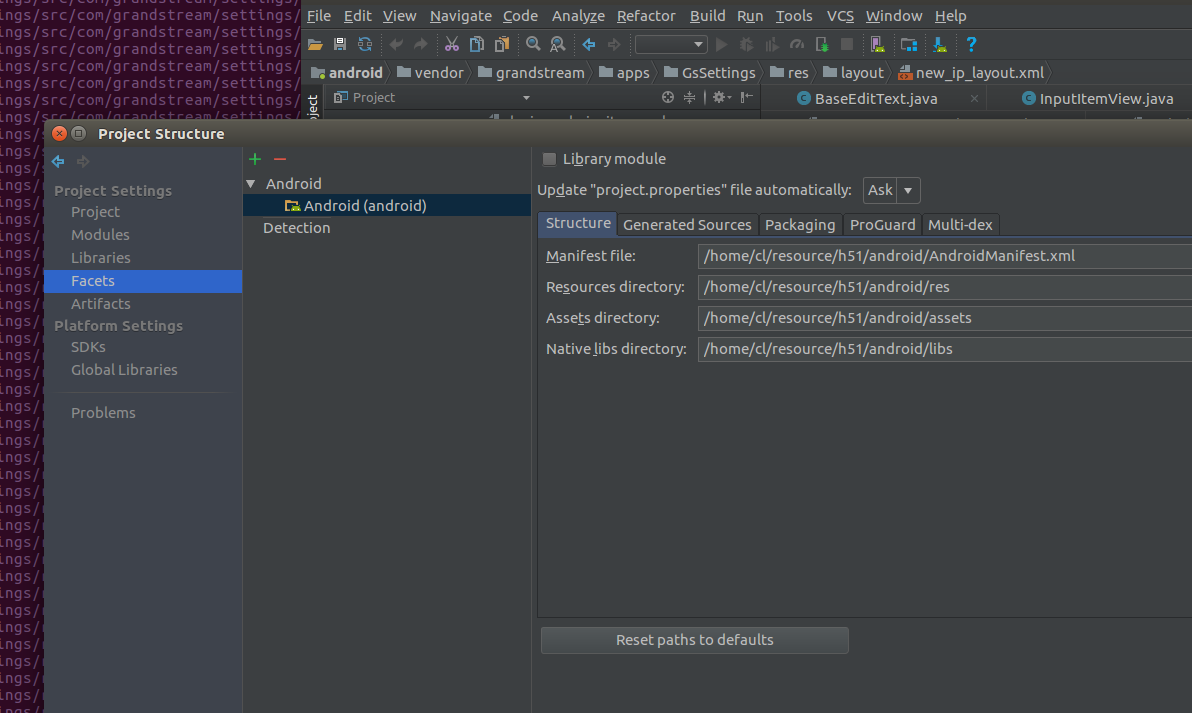 ings/src/com/grandstream/settings/
ings/src/com/grandstream/settings/
ings/src/com/grandstream/settings/
ings/src/com/grandstream/settings/
ings/src/com/grandstream/settings/
ings/src/com/grandstream/settings/
File Edit View Navigate Code Analyze Refactor Build Run Tools VCS Window Help
android vendor grandstream apps GsSettings res layout new_ip_layout.xml
Project
BaseEditText.java
InputItemView.java
Project Structure
Project Settings
Project
Modules
Libraries
Facets
Artifacts
Platform Settings
SDKs
Global Libraries
Problems
Android
Android (android)
Detection
Library module
Update "project.properties" file automatically: Ask
Structure Generated Sources Packaging ProGuard Multi-dex
Manifest file: /home/cl/resource/h51/android/AndroidManifest.xml
Resources directory: /home/cl/resource/h51/android/res
Assets directory: /home/cl/resource/h51/android/assets
Native libs directory: /home/cl/resource/h51/android/libs
Reset paths to defaults